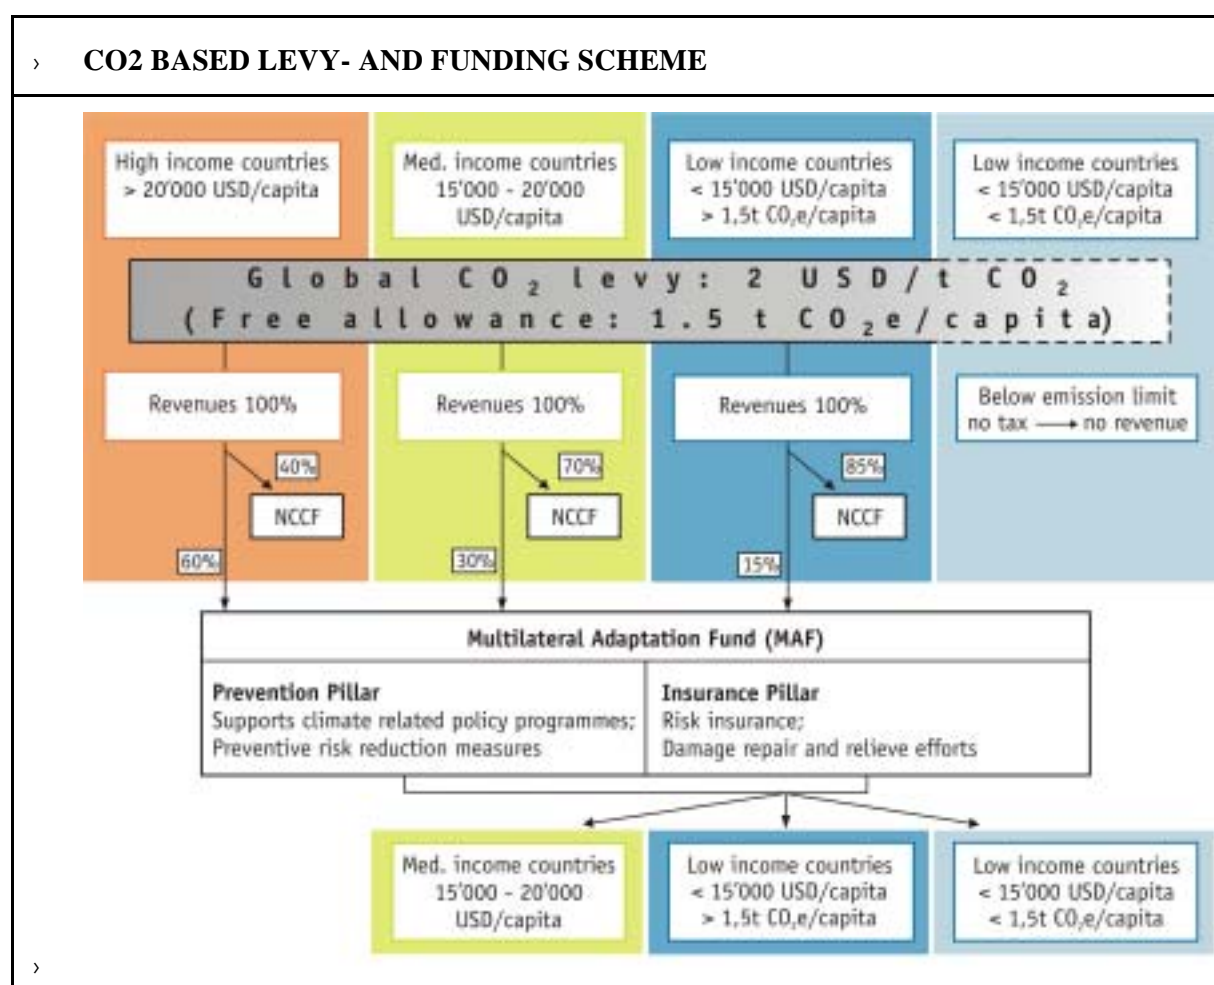 › CO2 BASED LEVY- AND FUNDING SCHEME
High income countries
> 20'000 USD/capita
Med. income countries
15'000 - 20'000
USD/capita
Low income countries
< 15'000 USD/capita
> 1,5t CO₂e/capita
Low income countries
< 15'000 USD/capita
< 1,5t CO₂e/capita
Global CO₂ levy: 2 USD/t CO₂
(Free allowance: 1.5 t CO₂e/capita)
Revenues 100%
Revenues 100%
Revenues 100%
Below emission limit
no tax → no revenue
40%
NCCF
60%
70%
NCCF
30%
85%
NCCF
15%
Multilateral Adaptation Fund (MAF)
Prevention Pillar
Supports climate related policy programmes;
Preventive risk reduction measures
Insurance Pillar
Risk insurance;
Damage repair and relieve efforts
Med. income countries
15'000 - 20'000
USD/capita
Low income countries
< 15'000 USD/capita
> 1,5t CO₂e/capita
Low income countries
< 15'000 USD/capita
< 1,5t CO₂e/capita
›